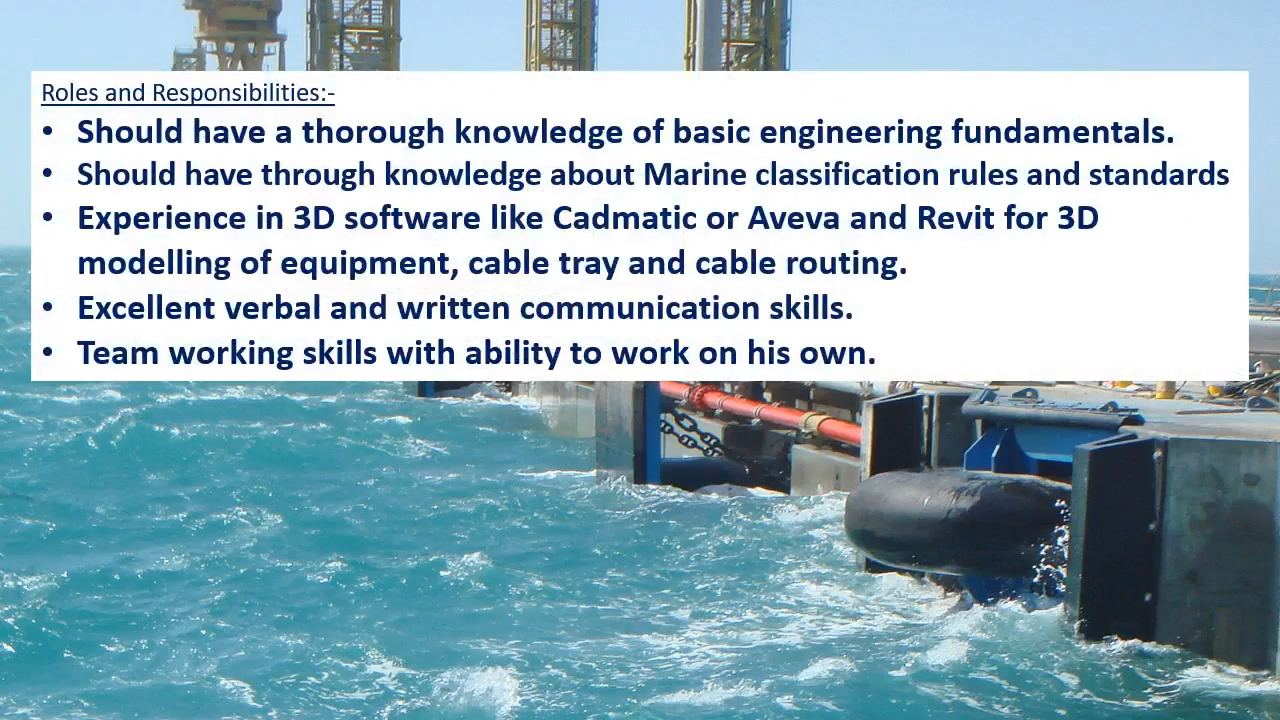 Roles and Responsibilities:-
• Should have a thorough knowledge of basic engineering fundamentals.
• Should have through knowledge about Marine classification rules and standards
• Experience in 3D software like Cadmatic or Aveva and Revit for 3D
modelling of equipment, cable tray and cable routing.
• Excellent verbal and written communication skills.
• Team working skills with ability to work on his own.